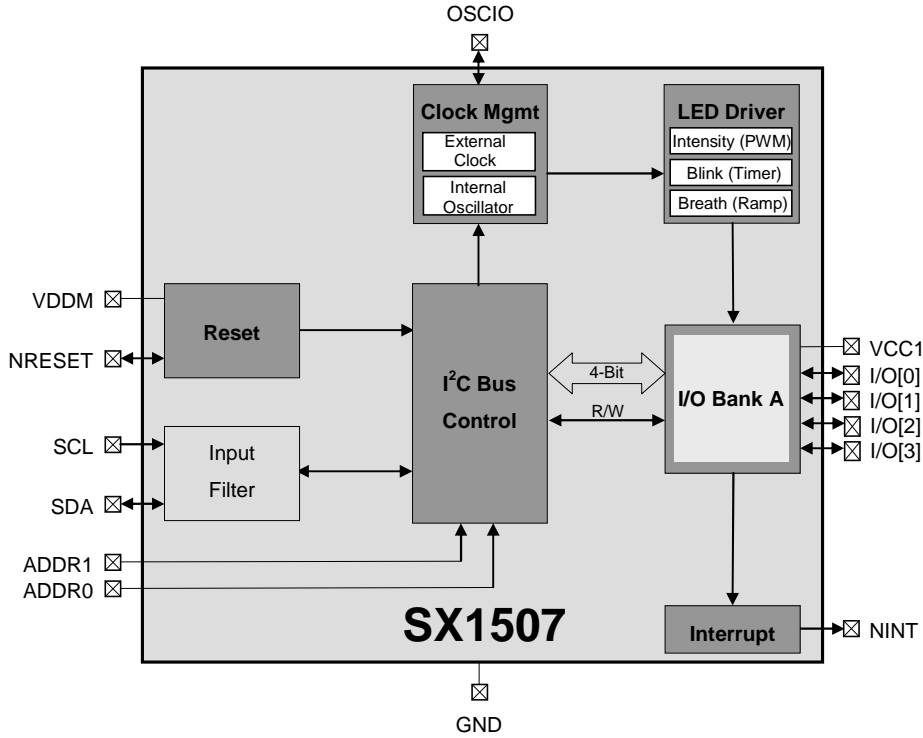 OSCIO
Clock Mgmt
External
Clock
Internal
Oscillator
LED Driver
Intensity (PWM)
Blink (Timer)
Breath (Ramp)
VDDM
NRESET
Reset
SCL
SDA
Input
Filter
ADDR1
ADDR0
I²C Bus
Control
4-Bit
R/W
I/O Bank A
VCC1
I/O[0]
I/O[1]
I/O[2]
I/O[3]
SX1507
Interrupt
NINT
GND